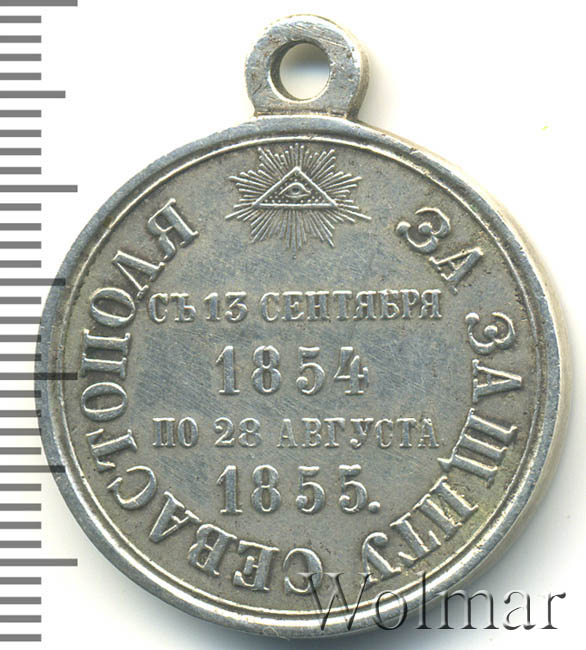 ЗА ЗАЩИТУ СЕВАСТОПОЛЯ
СЪ 13 СЕНТЯБРЯ
1854
ПО 28 АВГУСТА
1855.
Wolmar